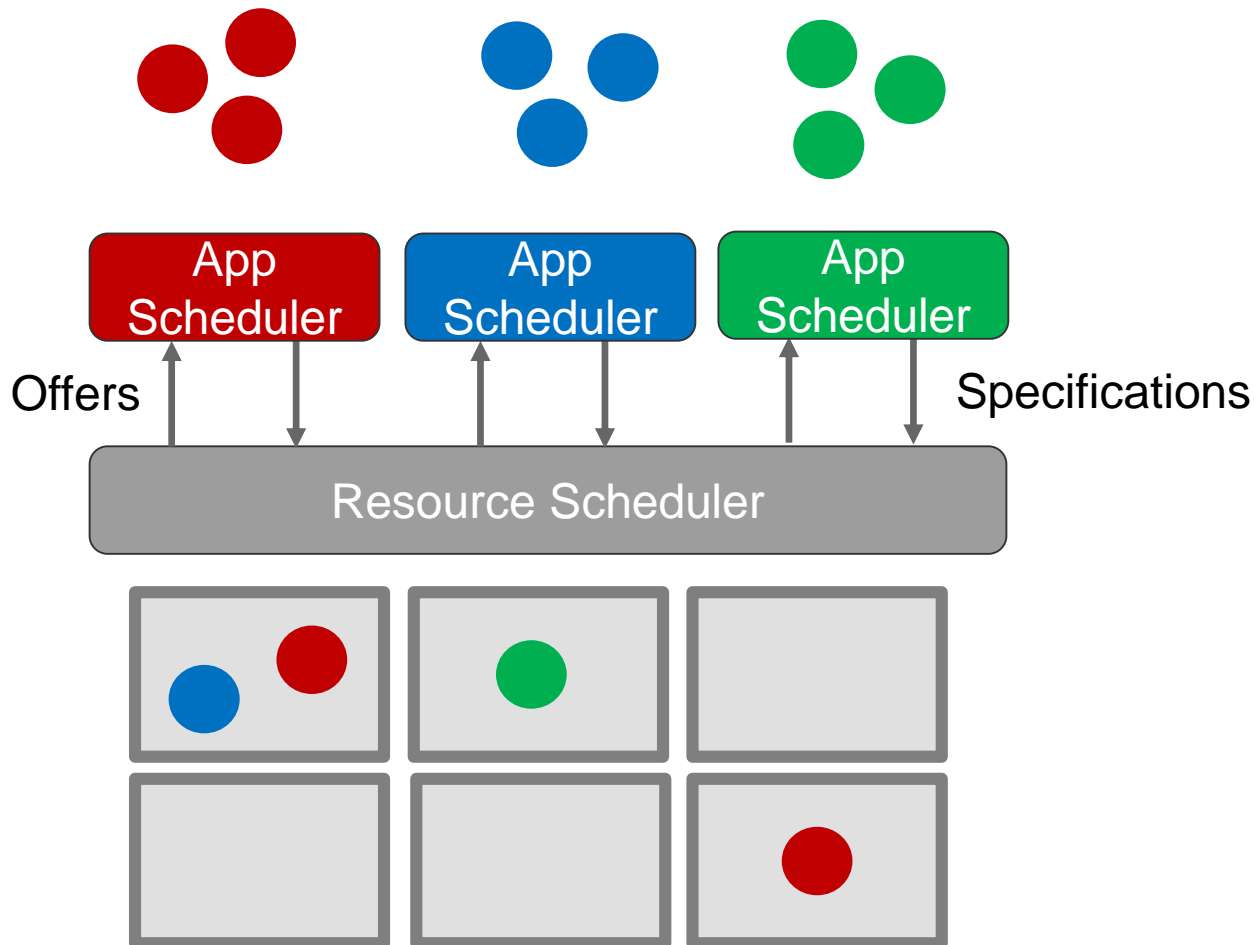 App
Scheduler
App
Scheduler
App
Scheduler
Offers
Specifications
Resource Scheduler